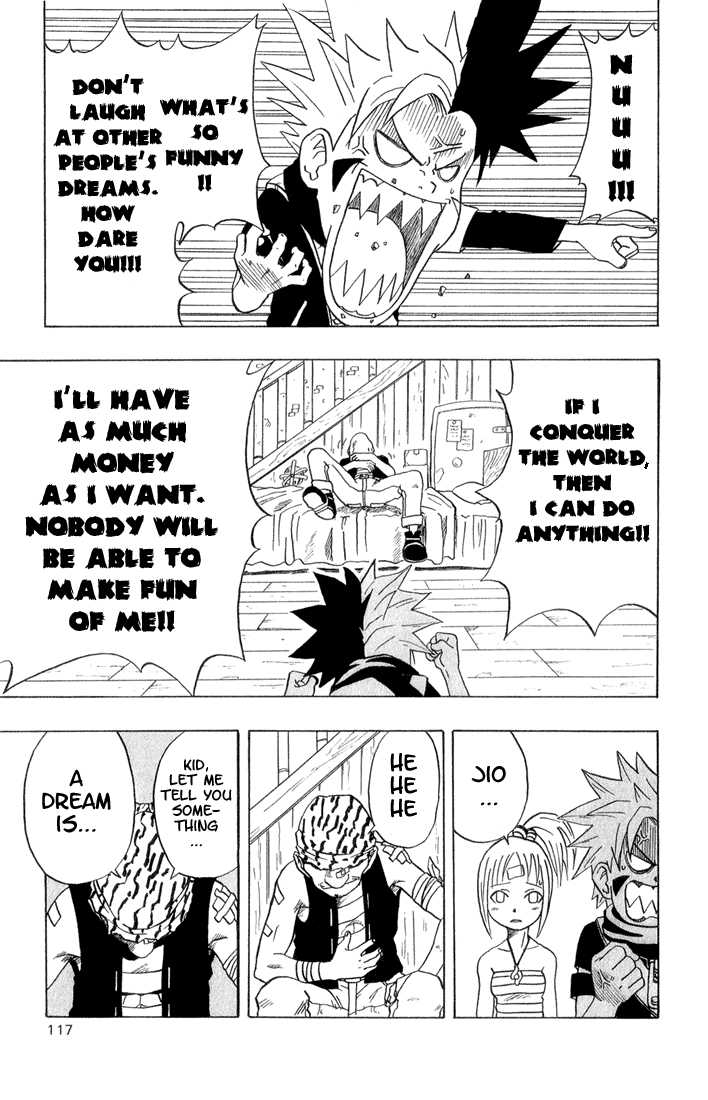 NUUU!!!
WHAT'S
SO
FUNNY
!!
DON'T
LAUGH
AT OTHER
PEOPLE'S
DREAMS.
HOW
DARE
YOU!!!
IF I
CONQUER
THE WORLD,
THEN
I CAN DO
ANYTHING!!
I'LL HAVE
AS MUCH
MONEY
AS I WANT.
NOBODY WILL
BE ABLE TO
MAKE FUN
OF ME!!
JIO
...
HE
HE
HE
KID,
LET ME
TELL YOU
SOME-
THING
...
A
DREAM
IS...
117